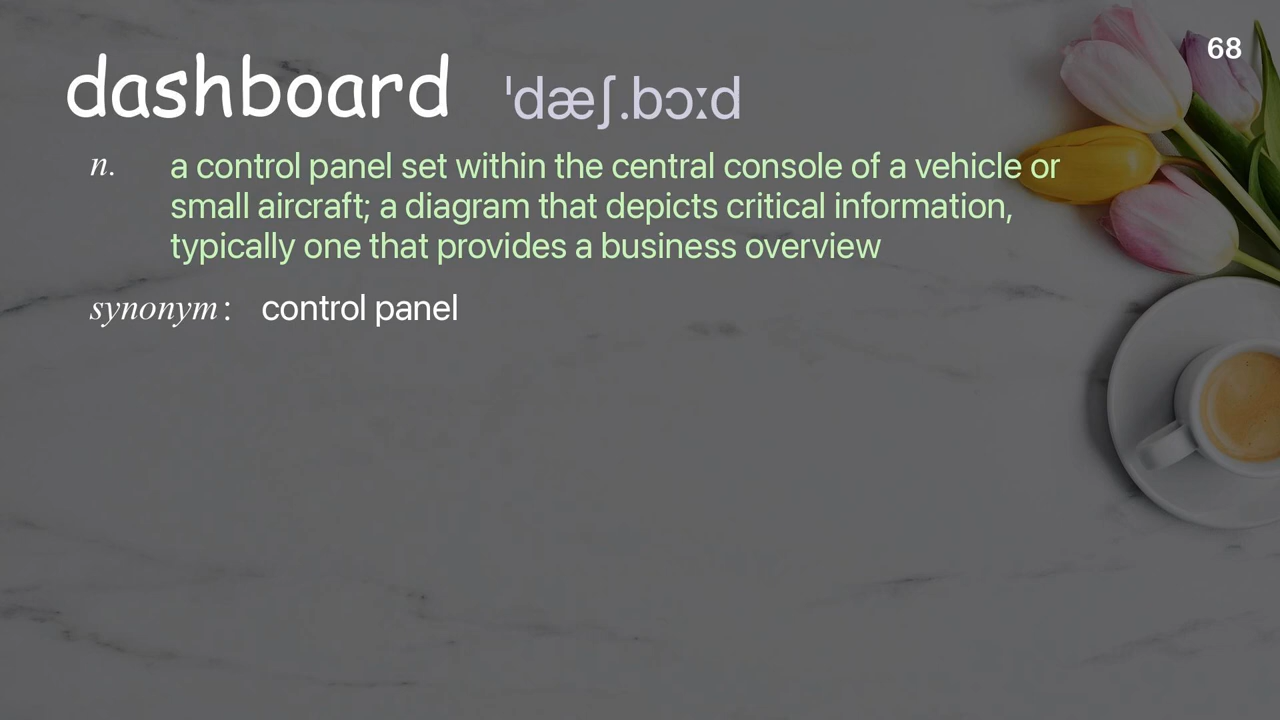 68
dashboard ˈdæʃ.bɔːd
n. a control panel set within the central console of a vehicle or
small aircraft; a diagram that depicts critical information,
typically one that provides a business overview
synonym: control panel